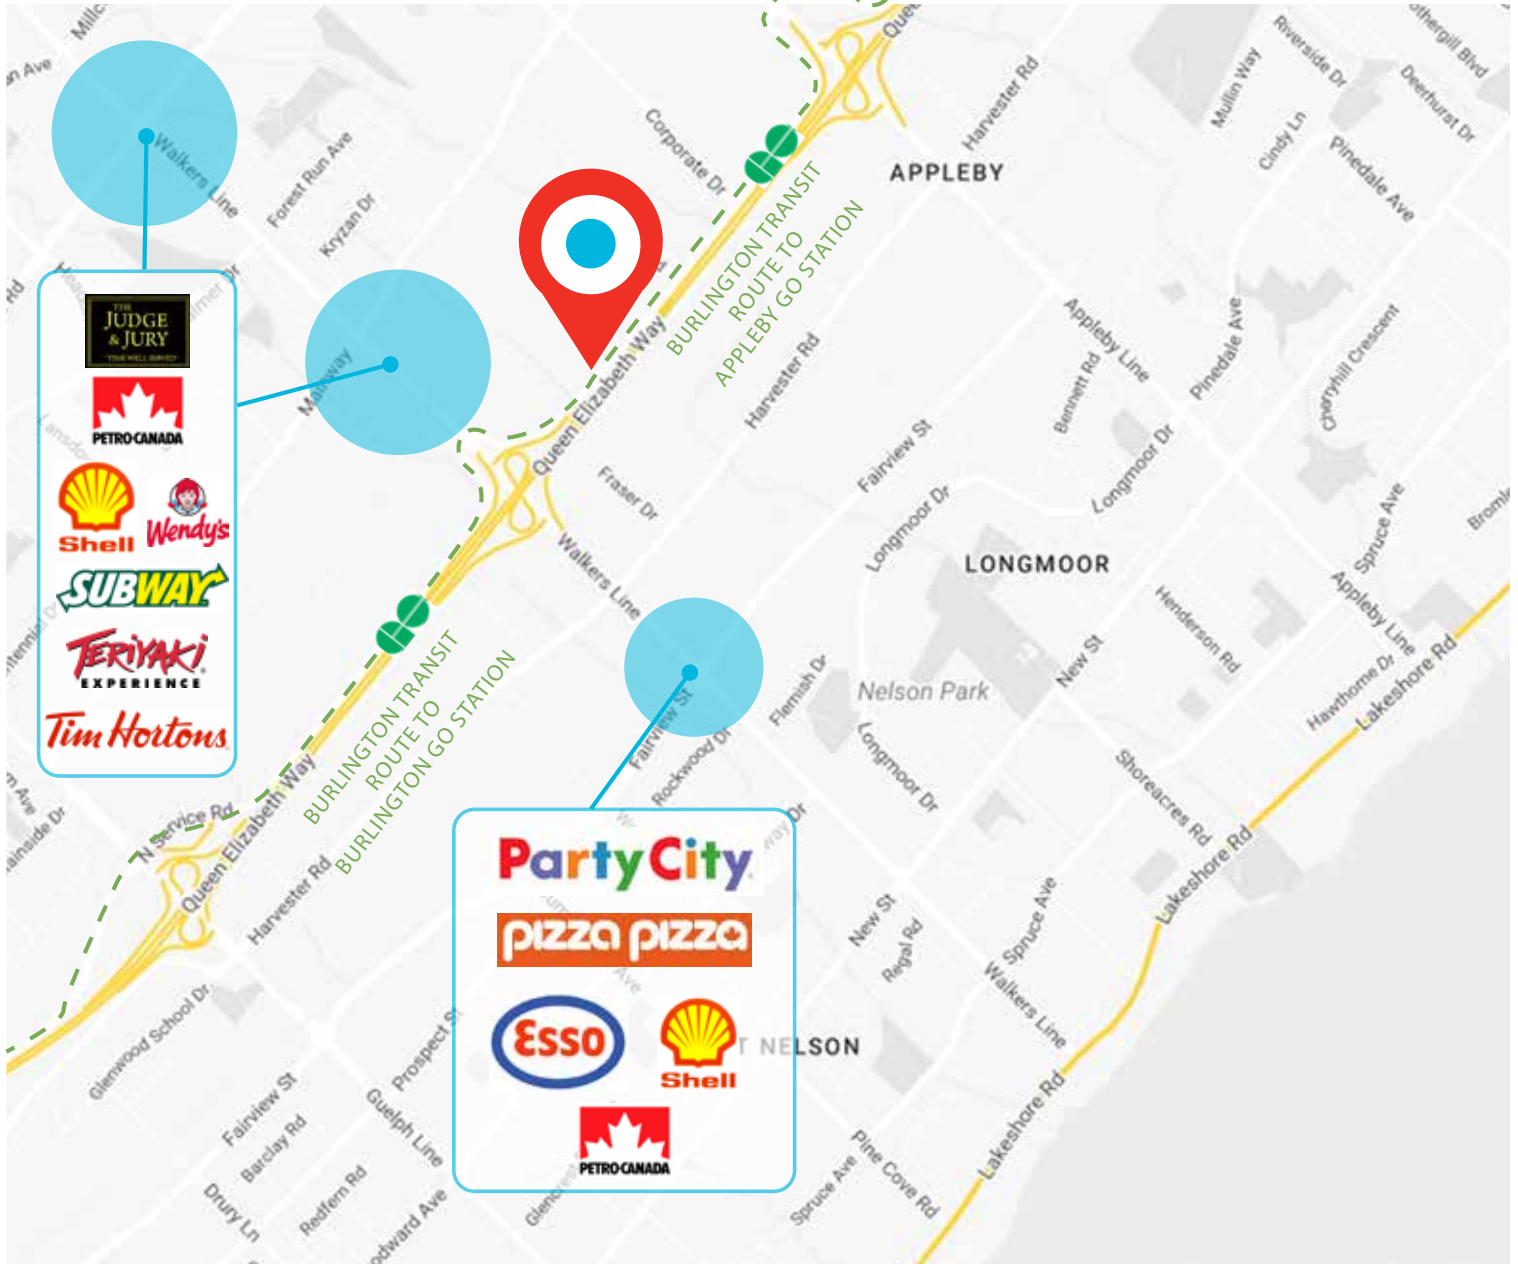 Queen
Walkers Line
Forest Run Ave
Kryzan Dr
Corporate Dr
Harvester Rd
APPLEBY
Mullin Way
Riverside Dr
Cindy Ln
Deerhurst Dr
Pinedale Ave
BURLINGTON TRANSIT
ROUTE TO
APPLEBY GO STATION
THE
JUDGE
& JURY
PETRO-CANADA
Shell
Wendy's
SUBWAY
TERIYAKI
EXPERIENCE
Tim Hortons
Queen Elizabeth Way
Harvester Rd
Appleby Line
Bennett Rd
Pinedale Ave
Cherryhill Crescent
Fraser Dr
Fairview St
Longmoor Dr
Longmoor Dr
Spruce Ave
LONGMOOR
Walkers Line
Henderson Rd
Appleby Line
Lakeshore Rd
Hawthorne Dr
Lakeshore Rd
New St
Nelson Park
Flemish Dr
Fairview St
Rockwood Dr
Longmoor Dr
BURLINGTON TRANSIT
ROUTE TO
BURLINGTON GO STATION
N Service Rd
Queen Elizabeth Way
Harvester Rd
Shoreacres Rd
Lakeshore Rd
Party City
pizza pizza
Esso
Shell
PETRO-CANADA
New St
Regal Rd
Spruce Ave
Walkers Line
T NELSON
Glenwood School Dr
Prospect St
Fairview St
Barclay Rd
Guelph Line
Drury Ln
Redfern Rd
Spruce Ave
Pine Cove Rd
Lakeshore Rd